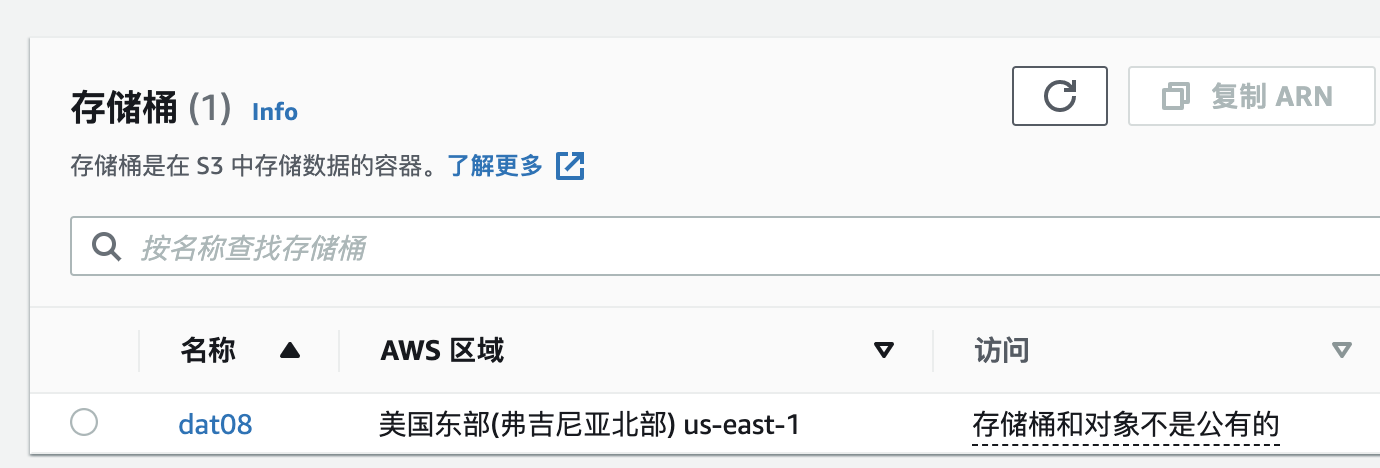 存储桶 (1) Info
复制 ARN
存储桶是在 S3 中存储数据的容器。了解更多
按名称查找存储桶
名称 AWS 区域 访问
dat08 美国东部(弗吉尼亚北部) us-east-1 存储桶和对象不是公有的